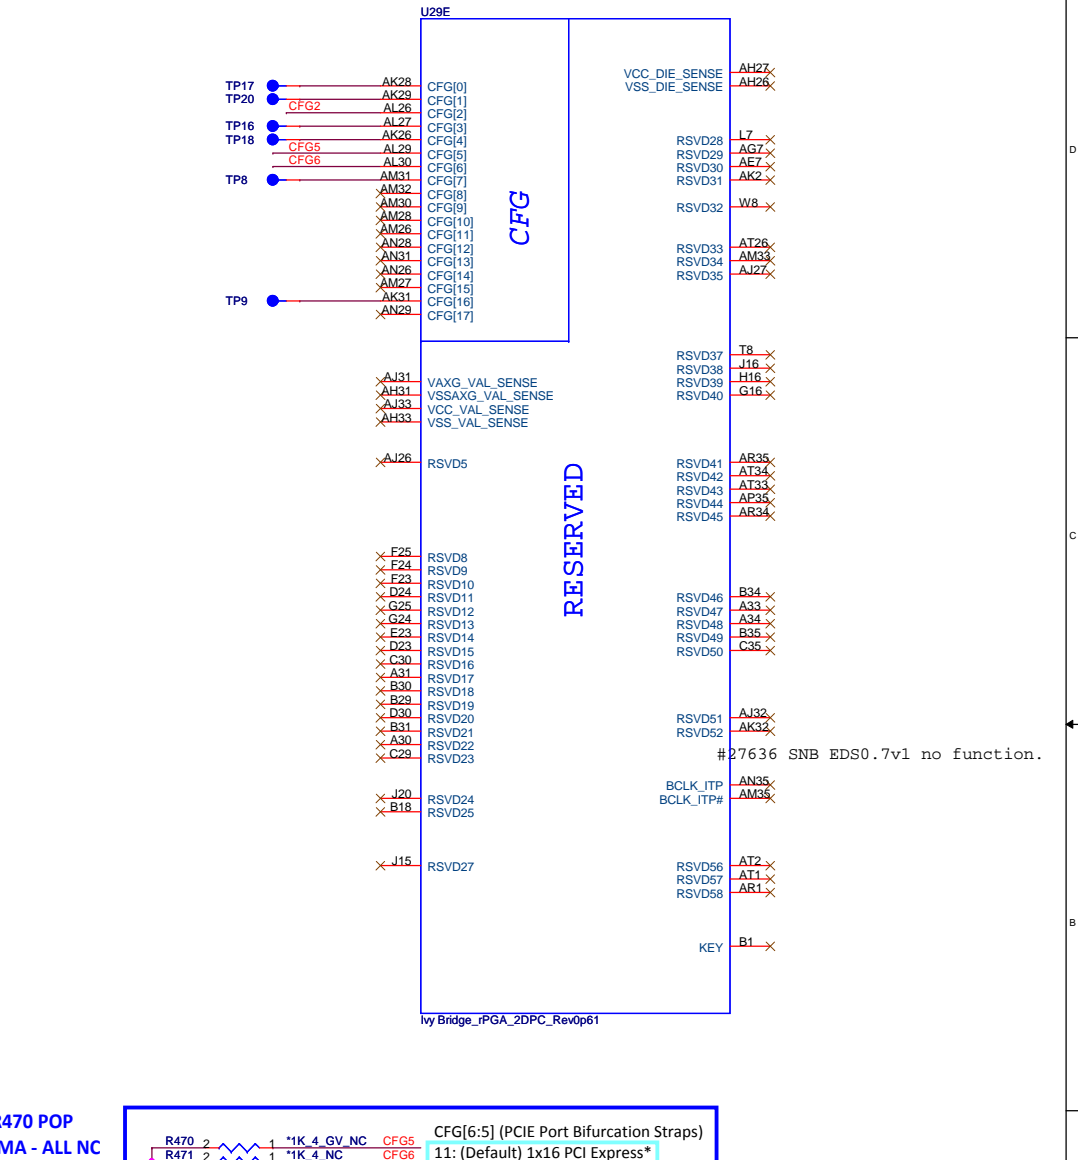 U29E
TP17 AK28 CFG[0]
TP20 AK29 CFG[1]
CFG2 AL26 CFG[2]
TP16 AL27 CFG[3]
TP18 AK26 CFG[4]
CFG5 AL29 CFG[5]
CFG6 AL30 CFG[6]
TP8 AM31 CFG[7]
AM32 CFG[8]
AM30 CFG[9]
AM28 CFG[10]
AM26 CFG[11]
AN28 CFG[12]
AN31 CFG[13]
AN26 CFG[14]
AM27 CFG[15]
TP9 AK31 CFG[16]
AN29 CFG[17]
CFG
AJ31 VAXG_VAL_SENSE
AH31 VSSAXG_VAL_SENSE
AJ33 VCC_VAL_SENSE
AH33 VSS_VAL_SENSE
AJ26 RSVD5
F25 RSVD8
F24 RSVD9
F23 RSVD10
D24 RSVD11
G25 RSVD12
G24 RSVD13
E23 RSVD14
D23 RSVD15
C30 RSVD16
A31 RSVD17
B30 RSVD18
B29 RSVD19
D30 RSVD20
B31 RSVD21
A30 RSVD22
C29 RSVD23
J20 RSVD24
B18 RSVD25
J15 RSVD27
RESERVED
VCC_DIE_SENSE AH27
VSS_DIE_SENSE AH26
RSVD28 L7
RSVD29 AG7
RSVD30 AE7
RSVD31 AK2
RSVD32 W8
RSVD33 AT26
RSVD34 AM33
RSVD35 AJ27
RSVD37 T8
RSVD38 J16
RSVD39 H16
RSVD40 G16
RSVD41 AR35
RSVD42 AT34
RSVD43 AT33
RSVD44 AP35
RSVD45 AR34
RSVD46 B34
RSVD47 A33
RSVD48 A34
RSVD49 B35
RSVD50 C35
RSVD51 AJ32
RSVD52 AK32
#27636 SNB EDS0.7v1 no function.
BCLK_ITP AN35
BCLK_ITP# AM35
RSVD56 AT2
RSVD57 AT1
RSVD58 AR1
KEY B1
Ivy Bridge_rPGA_2DPC_Rev0p61
D
C
B
R470 POP
MA - ALL NC
R470 2 1 *1K_4_GV_NC CFG5
R471 2 1 *1K_4_NC CFG6
CFG[6:5] (PCIE Port Bifurcation Straps)
11: (Default) 1x16 PCI Express*